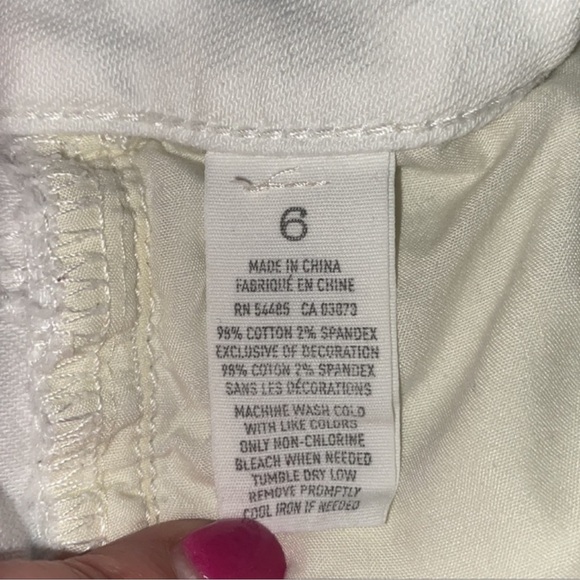 6
MADE IN CHINA
FABRIQUÉ EN CHINE
RN 54485 CA 03873
98% COTTON 2% SPANDEX
EXCLUSIVE OF DECORATION
98% COTON 2% SPANDEX
SANS LES DÉCORATIONS
MACHINE WASH COLD
WITH LIKE COLORS
ONLY NON-CHLORINE
BLEACH WHEN NEEDED
TUMBLE DRY LOW
REMOVE PROMPTLY
COOL IRON IF NEEDED